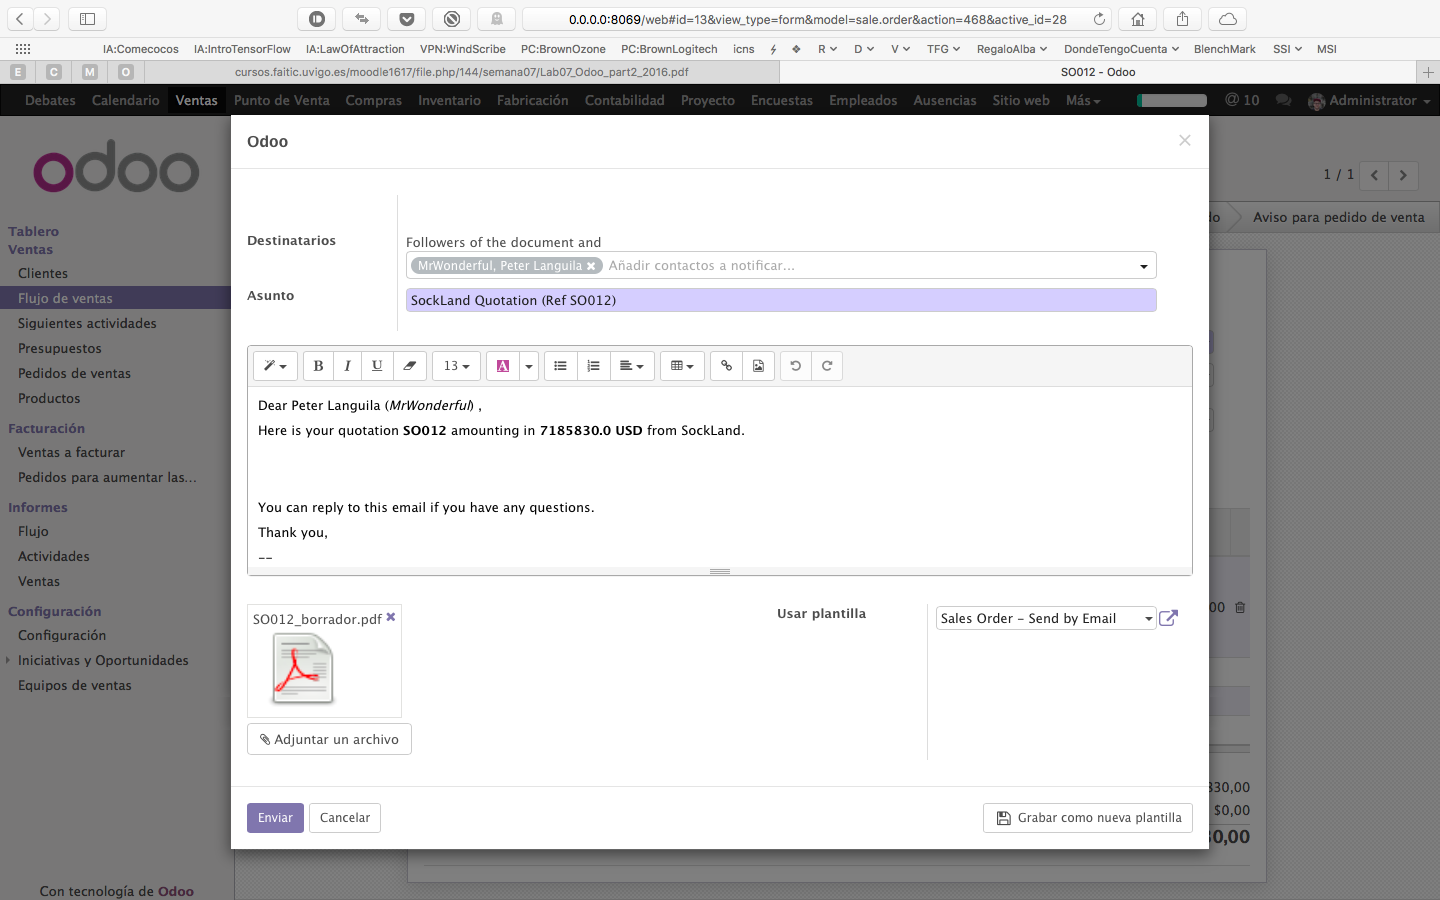 0.0.0.0:8069/web#id=13&view_type=form&model=sale.order&action=468&active_id=28
IA:Comecocos IA:IntroTensorFlow IA:LawOfAttraction VPN:WindScribe PC:BrownOzone PC:BrownLogitech icns R D V TFG RegaloAlba DondeTengoCuenta BlenchMark SSI MSI
E C M O cursos.faitic.uvigo.es/moodle1617/file.php/144/semana07/Lab07_Odoo_part2_2016.pdf SO012 - Odoo
Debates Calendario Ventas Punto de Venta Compras Inventario Fabricación Contabilidad Proyecto Encuestas Empleados Ausencias Sitio web Más @ 10 Administrator
odoo
Tablero
Ventas
Clientes
Flujo de ventas
Siguientes actividades
Presupuestos
Pedidos de ventas
Productos
Facturación
Ventas a facturar
Pedidos para aumentar las...
Informes
Flujo
Actividades
Ventas
Configuración
Configuración
Iniciativas y Oportunidades
Equipos de ventas
Con tecnología de Odoo
1 / 1
do Aviso para pedido de venta
Odoo ×
Destinatarios
Followers of the document and
MrWonderful, Peter Languila × Añadir contactos a notificar...
Asunto
SockLand Quotation (Ref SO012)
B I U 13 A
Dear Peter Languila (MrWonderful) ,
Here is your quotation SO012 amounting in 7185830.0 USD from SockLand.
You can reply to this email if you have any questions.
Thank you,
--
SO012_borrador.pdf ×
Usar plantilla
Sales Order - Send by Email
Adjuntar un archivo
Enviar Cancelar
Grabar como nueva plantilla
00
830,00
$0,00
30,00